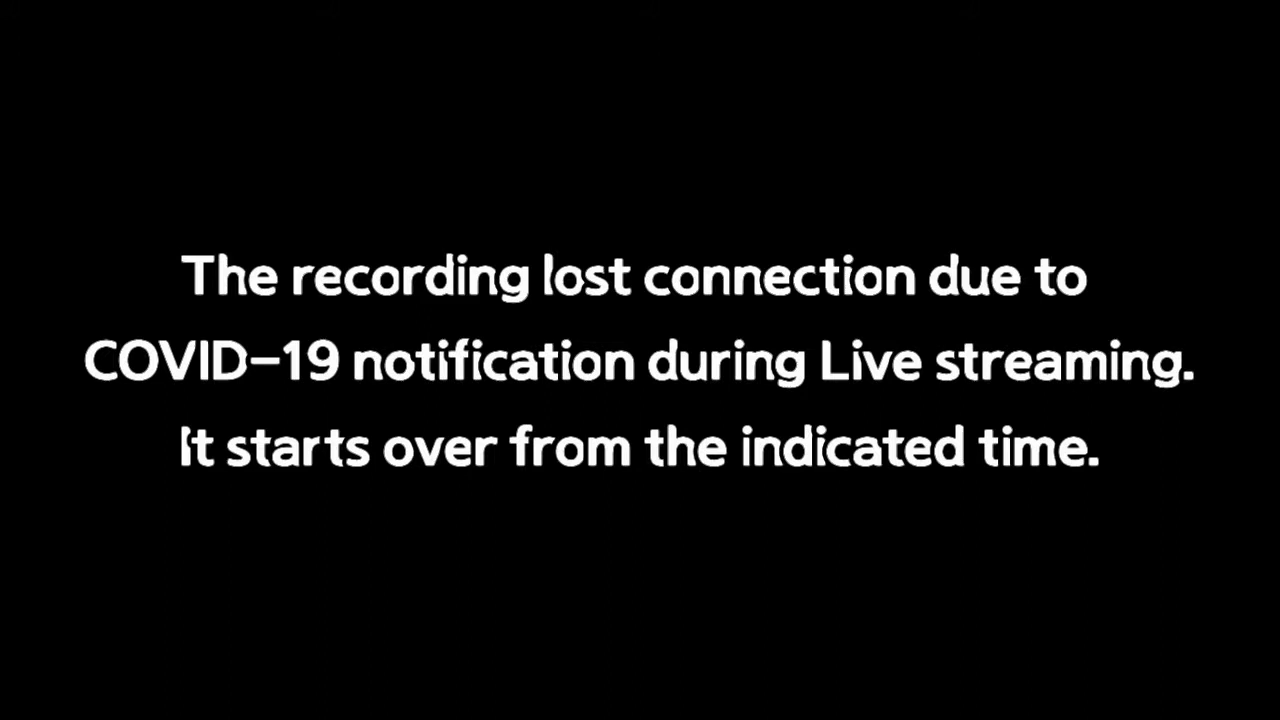 The recording lost connection due to
COVID-19 notification during Live streaming.
It starts over from the indicated time.